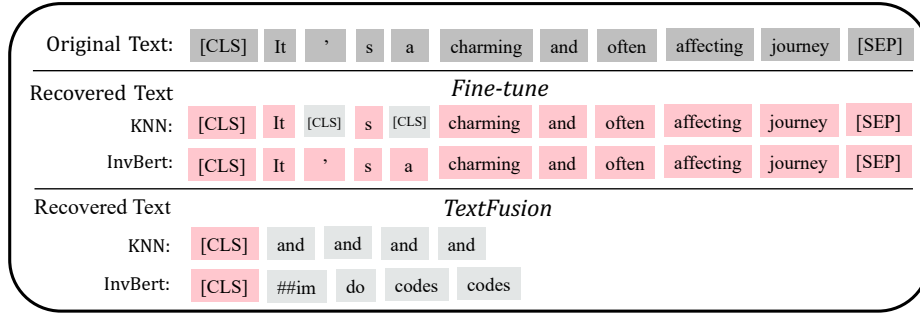 Original Text: [CLS] It ’ s a charming and often affecting journey [SEP]
Recovered Text Fine-tune
KNN: [CLS] It [CLS] s [CLS] charming and often affecting journey [SEP]
InvBert: [CLS] It ’ s a charming and often affecting journey [SEP]
Recovered Text TextFusion
KNN: [CLS] and and and and
InvBert: [CLS] ##im do codes codes